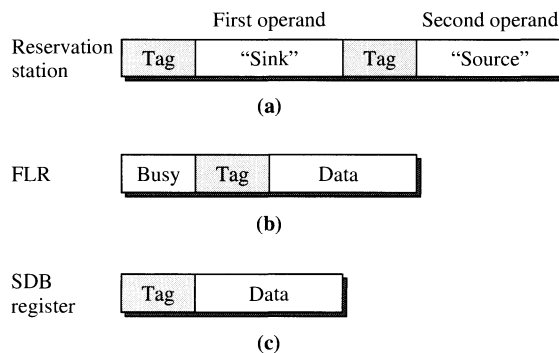 First operand Second operand
Reservation station
Tag "Sink" Tag "Source"
(a)
FLR
Busy Tag Data
(b)
SDB register
Tag Data
(c)